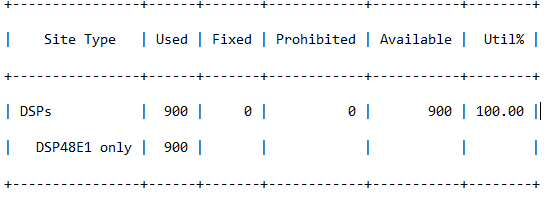 +----------------+------+-------+------------+-----------+--------+
|    Site Type   | Used | Fixed | Prohibited | Available |  Util% |
+----------------+------+-------+------------+-----------+--------+
| DSPs           |  900 |     0 |          0 |       900 | 100.00 |
|   DSP48E1 only |  900 |       |            |           |        |
+----------------+------+-------+------------+-----------+--------+